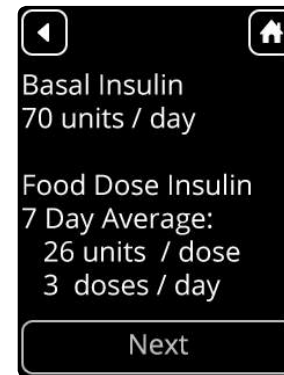 Basal Insulin
70 units / day
Food Dose Insulin
7 Day Average:
26 units / dose
3 doses / day
Next